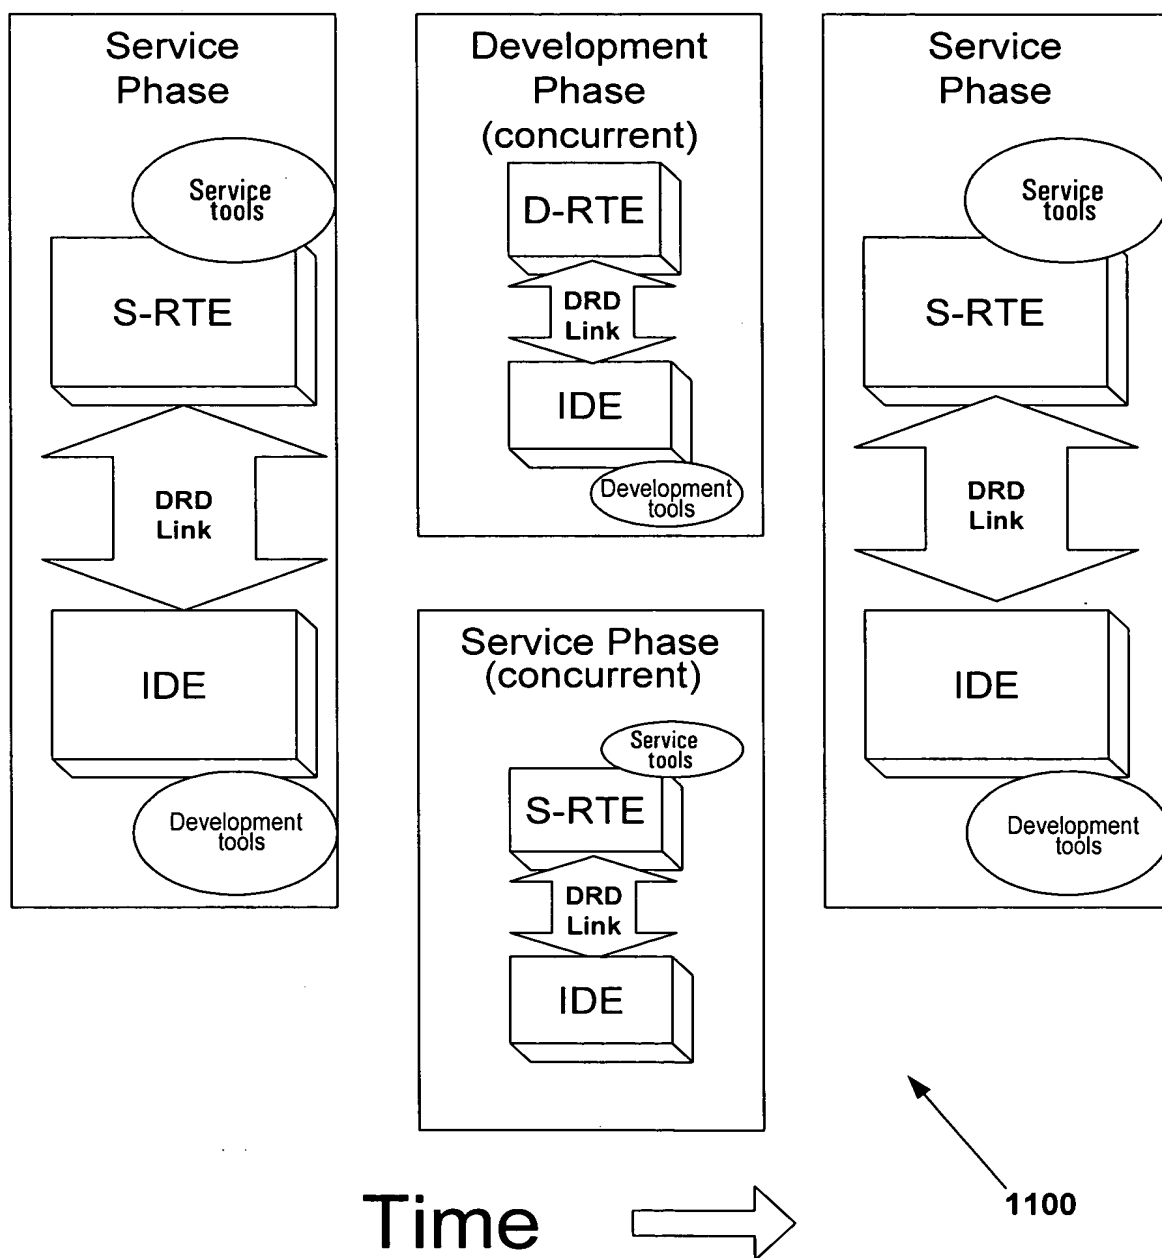 Service
Phase
Service
tools
S-RTE
DRD
Link
IDE
Development
tools
Development
Phase
(concurrent)
D-RTE
DRD
Link
IDE
Development
tools
Service Phase
(concurrent)
Service
tools
S-RTE
DRD
Link
IDE
Service
Phase
Service
tools
S-RTE
DRD
Link
IDE
Development
tools
1100
Time